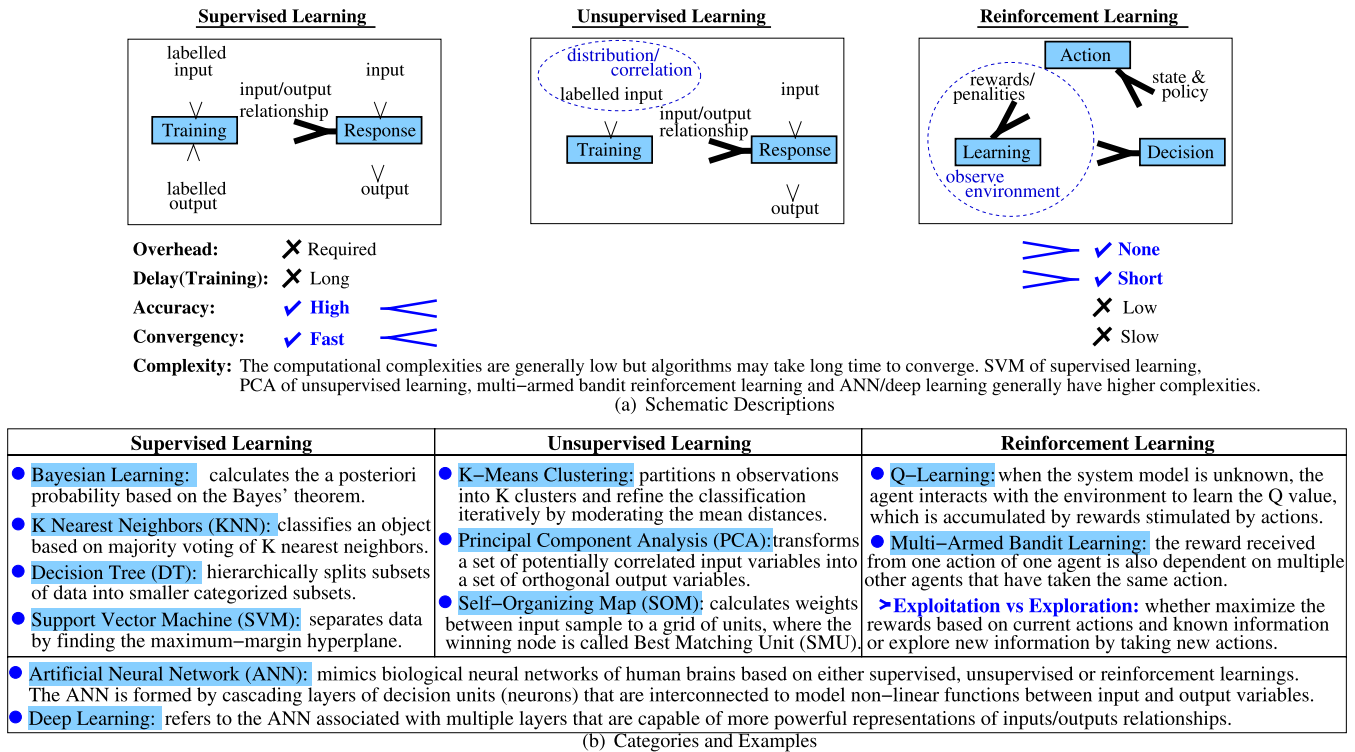 Supervised Learning
Unsupervised Learning
Reinforcement Learning
labelled
input
input/output
relationship
input
Training
Response
labelled
output
output
distribution/
correlation
labelled input
input/output
relationship
input
Training
Response
output
Action
rewards/
penalities
state &
policy
Learning
Decision
observe
environment
Overhead: ✗ Required
✓ None
Delay(Training): ✗ Long
✓ Short
Accuracy: ✓ High
✗ Low
Convergency: ✓ Fast
✗ Slow
Complexity: The computational complexities are generally low but algorithms may take long time to converge. SVM of supervised learning,
PCA of unsupervised learning, multi−armed bandit reinforcement learning and ANN/deep learning generally have higher complexities.
(a) Schematic Descriptions
Supervised Learning
● Bayesian Learning: calculates the a posteriori
probability based on the Bayes' theorem.
● K Nearest Neighbors (KNN): classifies an object
based on majority voting of K nearest neighbors.
● Decision Tree (DT): hierarchically splits subsets
of data into smaller categorized subsets.
● Support Vector Machine (SVM): separates data
by finding the maximum−margin hyperplane.
Unsupervised Learning
● K−Means Clustering: partitions n observations
into K clusters and refine the classification
iteratively by moderating the mean distances.
● Principal Component Analysis (PCA): transforms
a set of potentially correlated input variables into
a set of orthogonal output variables.
● Self−Organizing Map (SOM): calculates weights
between input sample to a grid of units, where the
winning node is called Best Matching Unit (SMU).
Reinforcement Learning
● Q−Learning: when the system model is unknown, the
agent interacts with the environment to learn the Q value,
which is accumulated by rewards stimulated by actions.
● Multi−Armed Bandit Learning: the reward received
from one action of one agent is also dependent on multiple
other agents that have taken the same action.
➢Exploitation vs Exploration: whether maximize the
rewards based on current actions and known information
or explore new information by taking new actions.
● Artificial Neural Network (ANN): mimics biological neural networks of human brains based on either supervised, unsupervised or reinforcement learnings.
The ANN is formed by cascading layers of decision units (neurons) that are interconnected to model non−linear functions between input and output variables.
● Deep Learning: refers to the ANN associated with multiple layers that are capable of more powerful representations of inputs/outputs relationships.
(b) Categories and Examples